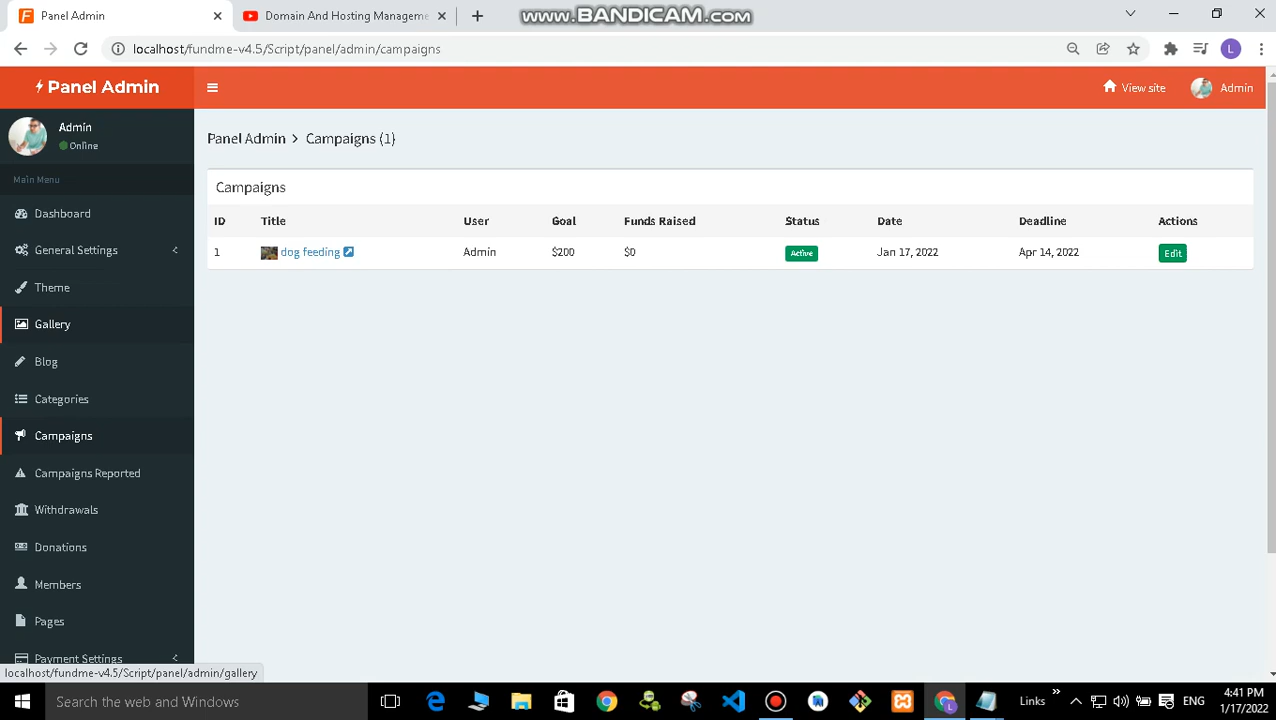 Panel Admin
Domain And Hosting Manageme
www.BANDICAM.com
localhost/fundme-v4.5/Script/panel/admin/campaigns
L
Panel Admin
View site
Admin
Admin
Online
Panel Admin > Campaigns (1)
Main Menu
Dashboard
General Settings
Theme
Gallery
Blog
Categories
Campaigns
Campaigns Reported
Withdrawals
Donations
Members
Pages
Payment Settings
Campaigns
ID Title User Goal Funds Raised Status Date Deadline Actions
1 dog feeding Admin $200 $0 Active Jan 17, 2022 Apr 14, 2022 Edit
localhost/fundme-v4.5/Script/panel/admin/gallery
Search the web and Windows
Links
ENG
4:41 PM
1/17/2022